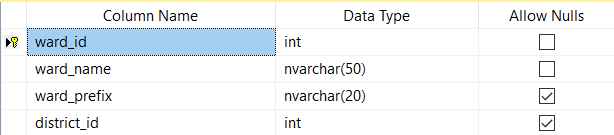 Column Name Data Type Allow Nulls
ward_id int
ward_name nvarchar(50)
ward_prefix nvarchar(20)
district_id int